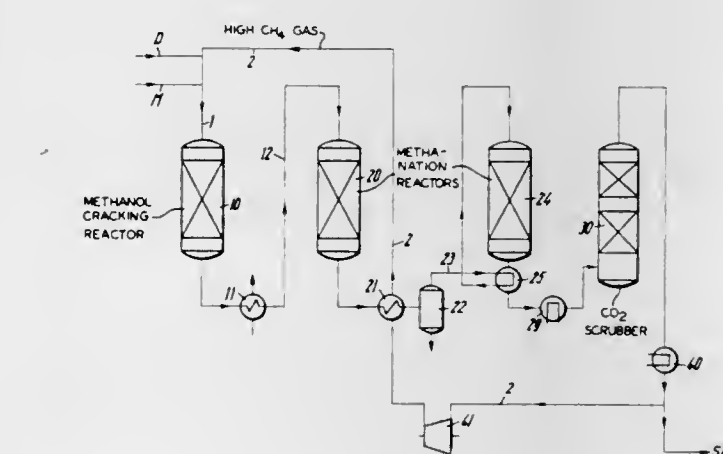 HIGH CH4 GAS
D
2
M
1
12
20
METHA-
NATION
REACTORS
24
METHANOL
CRACKING
REACTOR
10
30
2
23
25
11
21
22
29
CO2
SCRUBBER
40
2
41